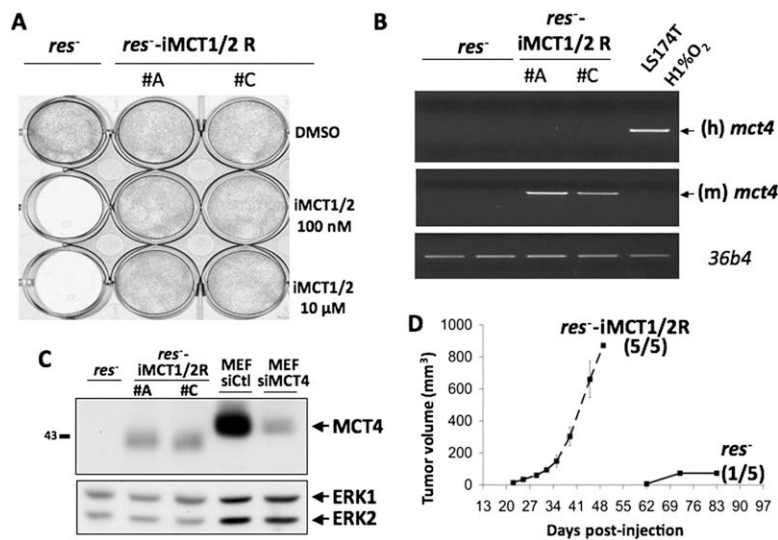 A
res-
res--iMCT1/2 R
#A
#C
DMSO
iMCT1/2
100 nM
iMCT1/2
10 µM
B
res-
res--
iMCT1/2 R
#A
#C
LS174T
H1%O2
(h) mct4
(m) mct4
36b4
C
res-
res--
iMCT1/2R
#A
#C
MEF
siCtl
MEF
siMCT4
43
MCT4
ERK1
ERK2
D
Tumor volume (mm3)
1000
800
600
400
200
0
res--iMCT1/2R
(5/5)
res-
(1/5)
13 20 27 34 41 48 55 62 69 76 83 90 97
Days post-injection